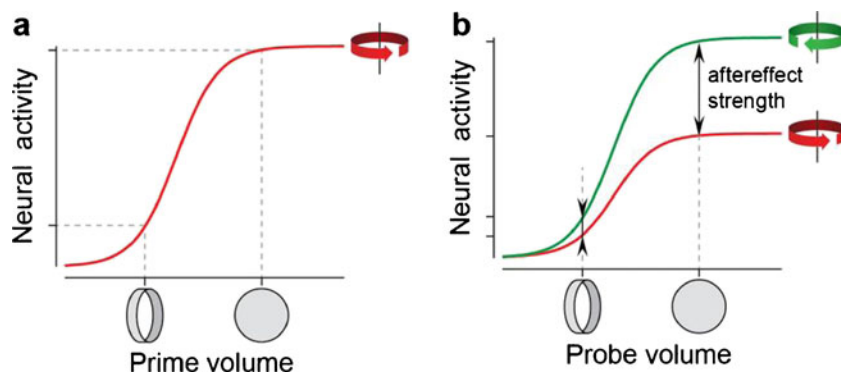 a
Neural activity
Prime volume
b
Neural activity
aftereffect
strength
Probe volume